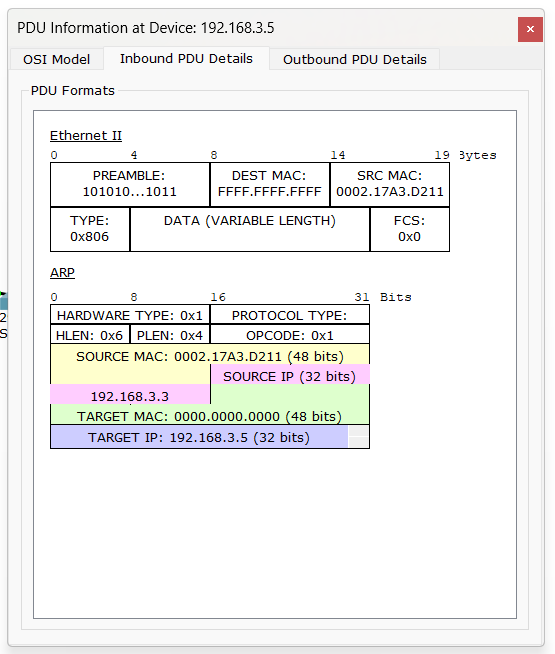 PDU Information at Device: 192.168.3.5
OSI Model Inbound PDU Details Outbound PDU Details
PDU Formats
Ethernet II
0 4 8 14 19 Bytes
PREAMBLE: DEST MAC: SRC MAC:
101010...1011 FFFF.FFFF.FFFF 0002.17A3.D211
TYPE: DATA (VARIABLE LENGTH) FCS:
0x806 0x0
ARP
0 8 16 31 Bits
HARDWARE TYPE: 0x1 PROTOCOL TYPE:
HLEN: 0x6 PLEN: 0x4 OPCODE: 0x1
SOURCE MAC: 0002.17A3.D211 (48 bits)
SOURCE IP (32 bits)
192.168.3.3
TARGET MAC: 0000.0000.0000 (48 bits)
TARGET IP: 192.168.3.5 (32 bits)
2
S